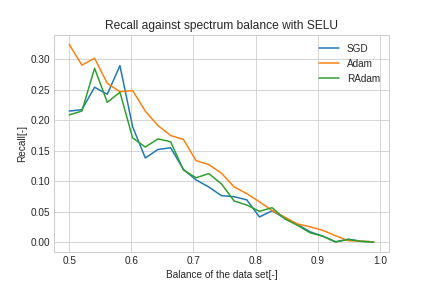 Recall against spectrum balance with SELU
SGD
Adam
RAdam
0.30
0.25
0.20
0.15
0.10
0.05
0.00
Recall[-]
0.5
0.6
0.7
0.8
0.9
1.0
Balance of the data set[-]